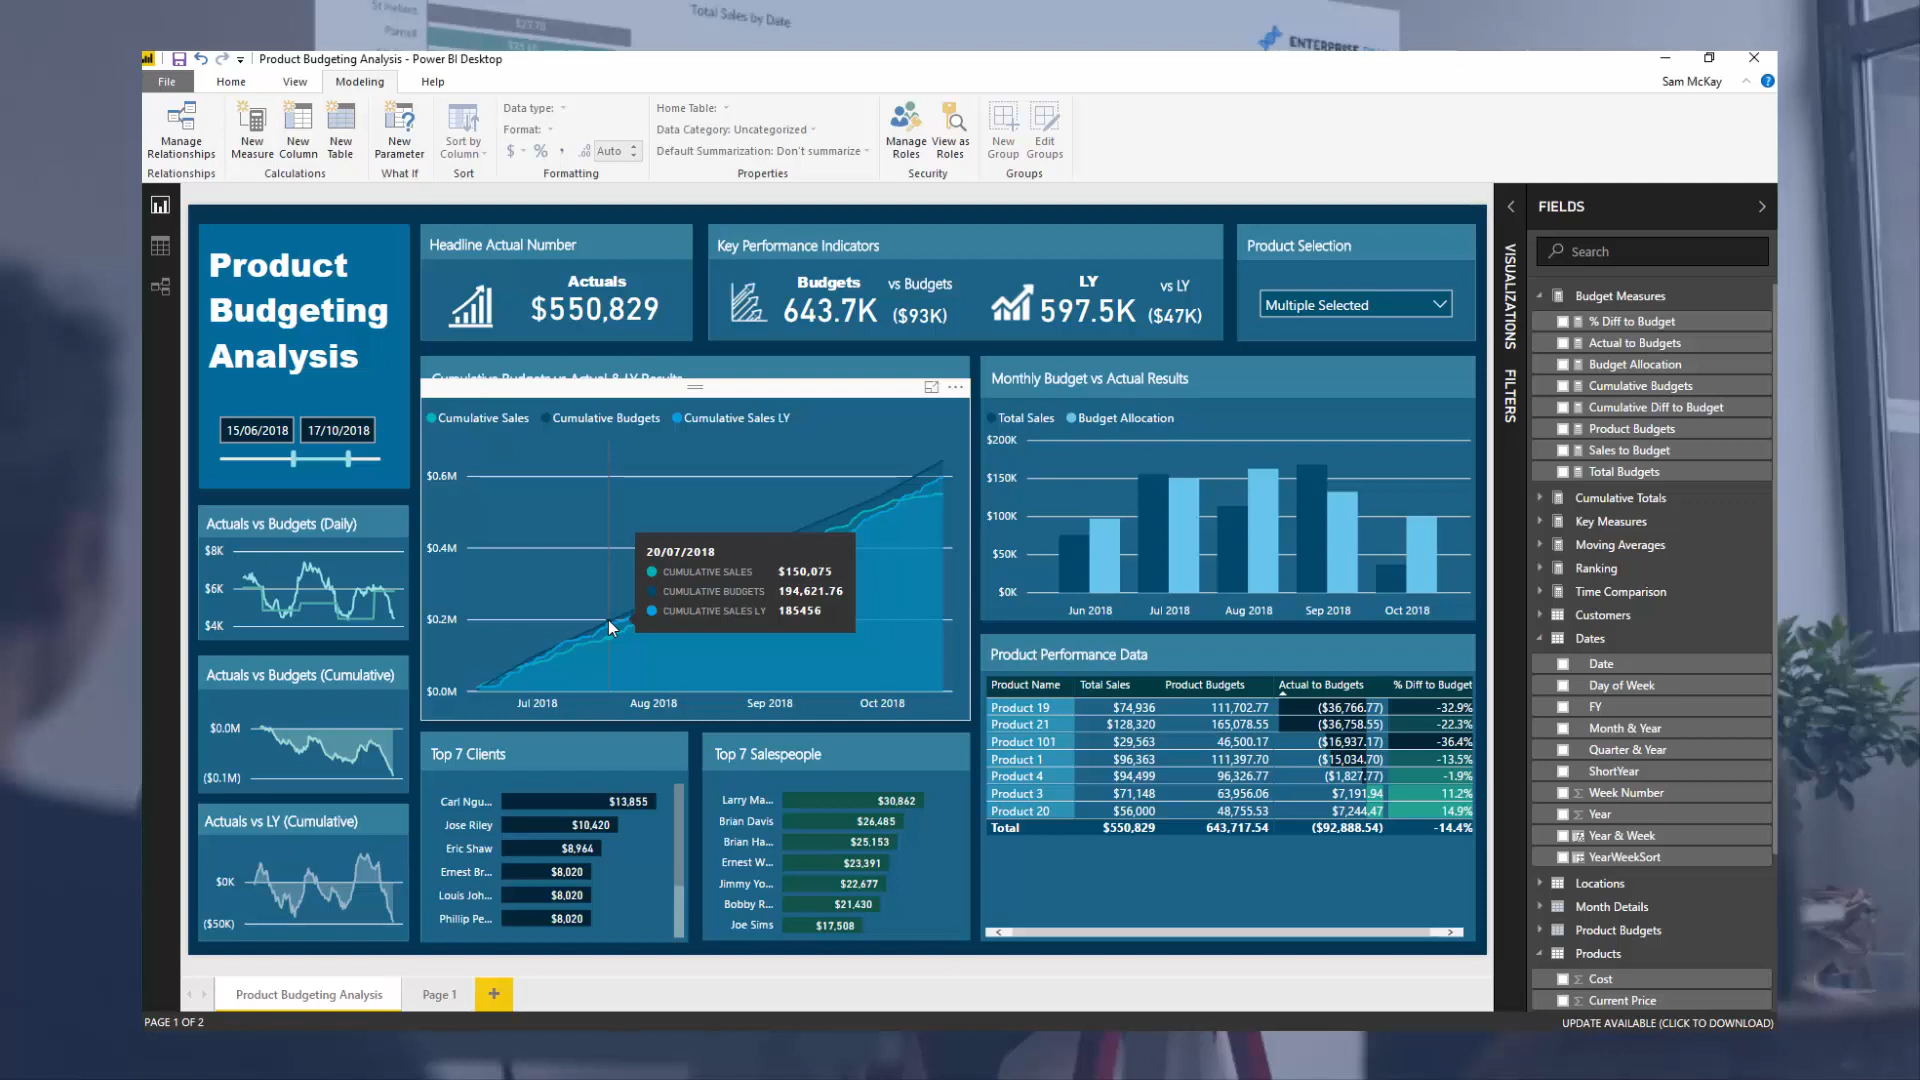 St Heliers
Parnell
Total Sales by Date
ENTERPRISE
Product Budgeting Analysis - Power BI Desktop
File
Home
View
Modeling
Help
Sam McKay
Manage
Relationships
New
Measure
New
Column
New
Table
New
Parameter
Sort by
Column
Data type:
Format:
$
%
Auto
Home Table:
Data Category: Uncategorized
Default Summarization: Don't summarize
Manage
Roles
View as
Roles
New
Group
Edit
Groups
Relationships
Calculations
What If
Sort
Formatting
Properties
Security
Groups
Product
Budgeting
Analysis
15/06/2018
17/10/2018
Headline Actual Number
Actuals
$550,829
Key Performance Indicators
Budgets
643.7K
vs Budgets
($93K)
LY
597.5K
vs LY
($47K)
Product Selection
Multiple Selected
Actuals vs Budgets (Daily)
$8K
$6K
$4K
Actuals vs Budgets (Cumulative)
$0.0M
($0.1M)
Actuals vs LY (Cumulative)
$0K
($50K)
Cumulative Budgets vs Actual & LY Results
Cumulative Sales
Cumulative Budgets
Cumulative Sales LY
$0.6M
$0.4M
$0.2M
$0.0M
Jul 2018
Aug 2018
Sep 2018
Oct 2018
20/07/2018
CUMULATIVE SALES $150,075
CUMULATIVE BUDGETS 194,621.76
CUMULATIVE SALES LY 185456
Monthly Budget vs Actual Results
Total Sales
Budget Allocation
$200K
$150K
$100K
$50K
$0K
Jun 2018
Jul 2018
Aug 2018
Sep 2018
Oct 2018
Top 7 Clients
Carl Ngu... $13,855
Jose Riley $10,420
Eric Shaw $8,964
Ernest Br... $8,020
Louis Joh... $8,020
Phillip Pe... $8,020
Top 7 Salespeople
Larry Ma... $30,862
Brian Davis $26,485
Brian Ha... $25,153
Ernest W... $23,391
Jimmy Yo... $22,677
Bobby R... $21,430
Joe Sims $17,508
Product Performance Data
Product Name Total Sales Product Budgets Actual to Budgets % Diff to Budget
Product 19 $74,936 111,702.77 ($36,766.77) -32.9%
Product 21 $128,320 165,078.55 ($36,758.55) -22.3%
Product 101 $29,563 46,500.17 ($16,937.17) -36.4%
Product 1 $96,363 111,397.70 ($15,034.70) -13.5%
Product 4 $94,499 96,326.77 ($1,827.77) -1.9%
Product 3 $71,148 63,956.06 $7,191.94 11.2%
Product 20 $56,000 48,755.53 $7,244.47 14.9%
Total $550,829 643,717.54 ($92,888.54) -14.4%
VISUALIZATIONS
FILTERS
FIELDS
Search
Budget Measures
% Diff to Budget
Actual to Budgets
Budget Allocation
Cumulative Budgets
Cumulative Diff to Budget
Product Budgets
Sales to Budget
Total Budgets
Cumulative Totals
Key Measures
Moving Averages
Ranking
Time Comparison
Customers
Dates
Date
Day of Week
FY
Month & Year
Quarter & Year
ShortYear
Week Number
Year
Year & Week
YearWeekSort
Locations
Month Details
Product Budgets
Products
Cost
Current Price
Product Budgeting Analysis
Page 1
+
PAGE 1 OF 2
UPDATE AVAILABLE (CLICK TO DOWNLOAD)